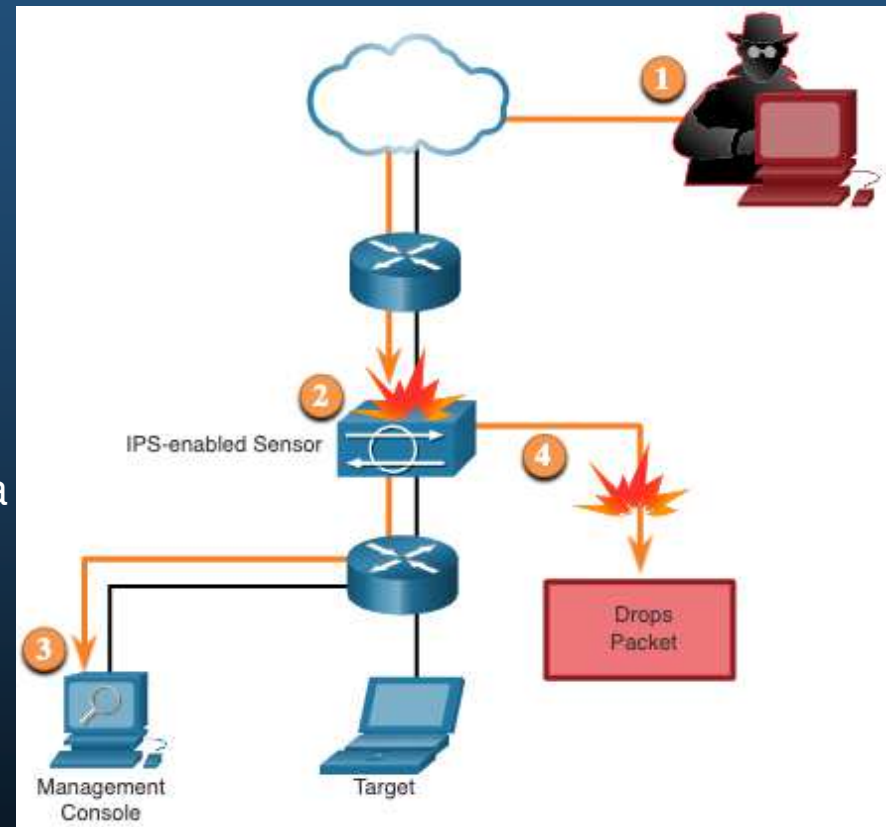 1
2
IPS-enabled Sensor
4
a
Drops
Packet
3
Management
Console
Target